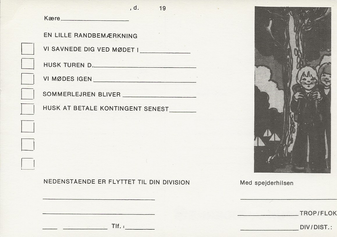 , d. 19
Kære
EN LILLE RANDBEMÆRKNING
VI SAVNEDE DIG VED MØDET I
HUSK TUREN D.
VI MØDES IGEN
SOMMERLEJREN BLIVER
HUSK AT BETALE KONTINGENT SENEST
NEDENSTÅENDE ER FLYTTET TIL DIN DIVISION
Med spejderhilsen
TROP/FLOK
Tlf.: DIV/DIST.: